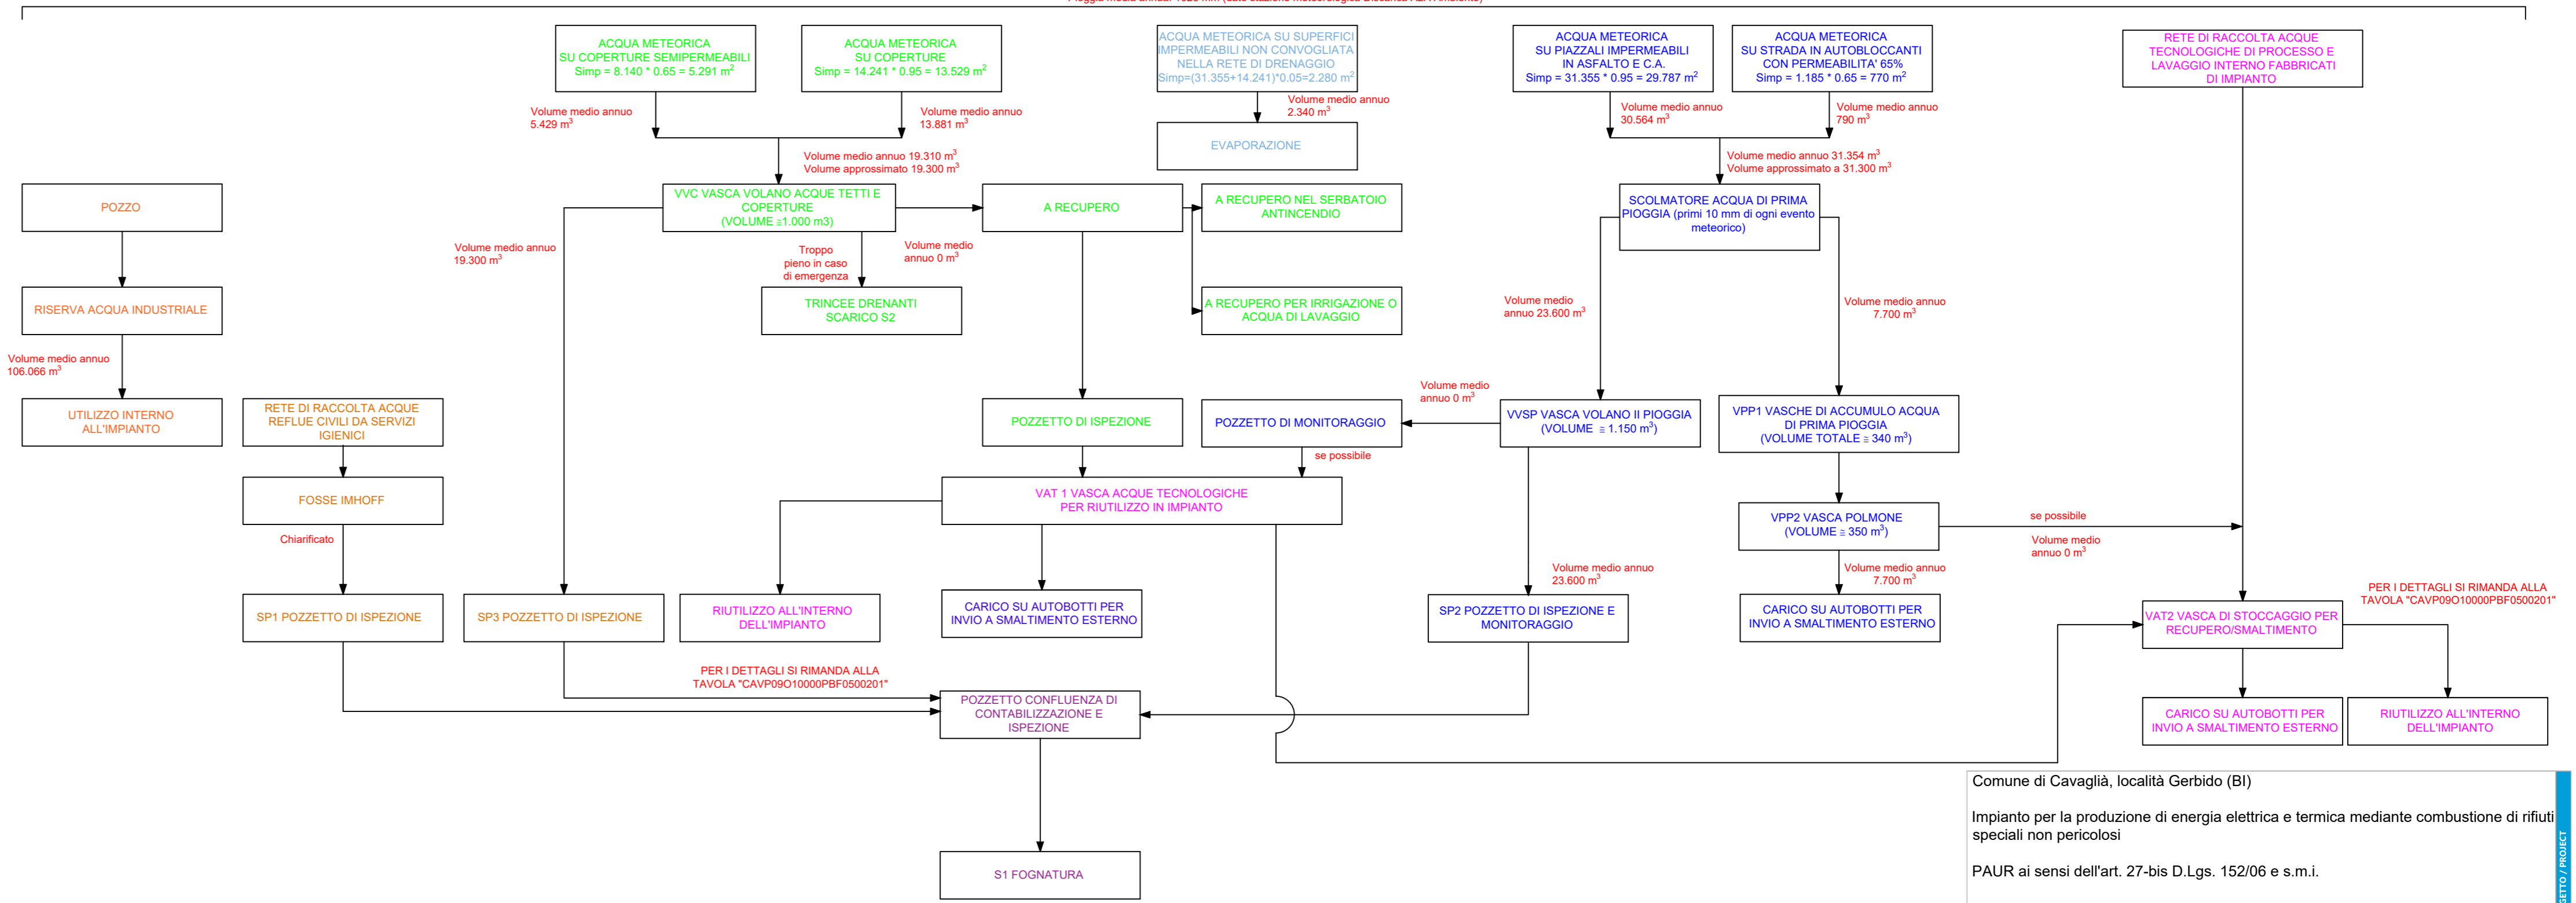 ACQUA METEORICA
SU COPERTURE SEMIPERMEABILI
Simp = 8.140 * 0.65 = 5.291 m²
ACQUA METEORICA
SU COPERTURE
Simp = 14.241 * 0.95 = 13.529 m²
ACQUA METEORICA SU SUPERFICI
IMPERMEABILI NON CONVOGLIATA
NELLA RETE DI DRENAGGIO
Simp=(31.355+14.241)*0.05=2.280 m²
ACQUA METEORICA
SU PIAZZALI IMPERMEABILI
IN ASFALTO E C.A.
Simp = 31.355 * 0.95 = 29.787 m²
ACQUA METEORICA
SU STRADA IN AUTOBLOCCANTI
CON PERMEABILITA' 65%
Simp = 1.185 * 0.65 = 770 m²
RETE DI RACCOLTA ACQUE
TECNOLOGICHE DI PROCESSO E
LAVAGGIO INTERNO FABBRICATI
DI IMPIANTO
Volume medio annuo
5.429 m³
Volume medio annuo
13.881 m³
Volume medio annuo
2.340 m³
Volume medio annuo
30.564 m³
Volume medio annuo
790 m³
EVAPORAZIONE
Volume medio annuo 19.310 m³
Volume approssimato 19.300 m³
Volume medio annuo 31.354 m³
Volume approssimato a 31.300 m³
POZZO
VVC VASCA VOLANO ACQUE TETTI E
COPERTURE
(VOLUME ≅1.000 m3)
A RECUPERO
A RECUPERO NEL SERBATOIO
ANTINCENDIO
SCOLMATORE ACQUA DI PRIMA
PIOGGIA (primi 10 mm di ogni evento
meteorico)
Volume medio annuo
19.300 m³
Troppo
pieno in caso
di emergenza
Volume medio
annuo 0 m³
RISERVA ACQUA INDUSTRIALE
TRINCEE DRENANTI
SCARICO S2
A RECUPERO PER IRRIGAZIONE O
ACQUA DI LAVAGGIO
Volume medio
annuo 23.600 m³
Volume medio annuo
7.700 m³
Volume medio annuo
106.066 m³
Volume medio
annuo 0 m³
UTILIZZO INTERNO
ALL'IMPIANTO
RETE DI RACCOLTA ACQUE
REFLUE CIVILI DA SERVIZI
IGIENICI
POZZETTO DI ISPEZIONE
POZZETTO DI MONITORAGGIO
VVSP VASCA VOLANO II PIOGGIA
(VOLUME ≅ 1.150 m³)
VPP1 VASCHE DI ACCUMULO ACQUA
DI PRIMA PIOGGIA
(VOLUME TOTALE ≅ 340 m³)
se possibile
FOSSE IMHOFF
VAT 1 VASCA ACQUE TECNOLOGICHE
PER RIUTILIZZO IN IMPIANTO
VPP2 VASCA POLMONE
(VOLUME ≅ 350 m³)
se possibile
Volume medio
annuo 0 m³
Chiarificato
Volume medio annuo
23.600 m³
Volume medio annuo
7.700 m³
PER I DETTAGLI SI RIMANDA ALLA
TAVOLA "CAVP09O10000PBF0500201"
SP1 POZZETTO DI ISPEZIONE
SP3 POZZETTO DI ISPEZIONE
RIUTILIZZO ALL'INTERNO
DELL'IMPIANTO
CARICO SU AUTOBOTTI PER
INVIO A SMALTIMENTO ESTERNO
SP2 POZZETTO DI ISPEZIONE E
MONITORAGGIO
CARICO SU AUTOBOTTI PER
INVIO A SMALTIMENTO ESTERNO
VAT2 VASCA DI STOCCAGGIO PER
RECUPERO/SMALTIMENTO
PER I DETTAGLI SI RIMANDA ALLA
TAVOLA "CAVP09O10000PBF0500201"
POZZETTO CONFLUENZA DI
CONTABILIZZAZIONE E
ISPEZIONE
CARICO SU AUTOBOTTI PER
INVIO A SMALTIMENTO ESTERNO
RIUTILIZZO ALL'INTERNO
DELL'IMPIANTO
S1 FOGNATURA
Comune di Cavaglià, località Gerbido (BI)
Impianto per la produzione di energia elettrica e termica mediante combustione di rifiuti
speciali non pericolosi
PAUR ai sensi dell'art. 27-bis D.Lgs. 152/06 e s.m.i.
/ PROJECT